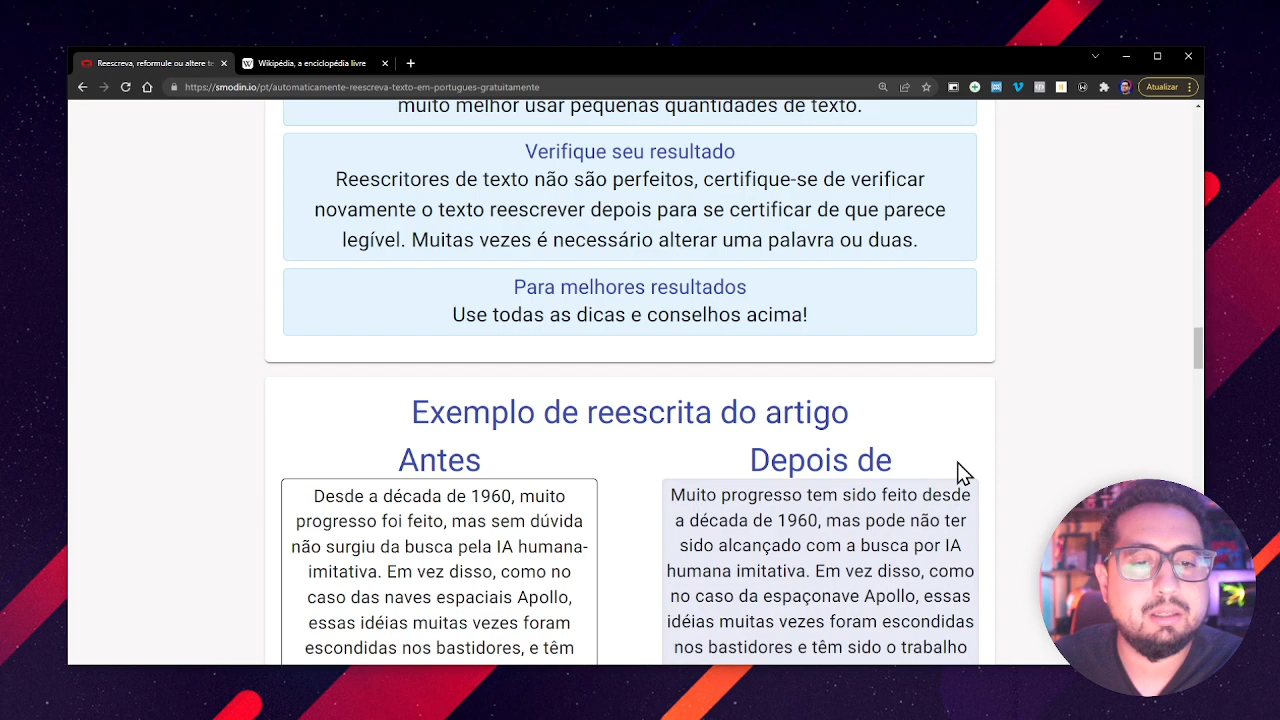 Reescreva, reformule ou altere te
Wikipédia, a enciclopédia livre
https://smodin.io/pt/automaticamente-reescreva-texto-em-portugues-gratuitamente
Atualizar
muito melhor usar pequenas quantidades de texto.
Verifique seu resultado
Reescritores de texto não são perfeitos, certifique-se de verificar
novamente o texto reescrever depois para se certificar de que parece
legível. Muitas vezes é necessário alterar uma palavra ou duas.
Para melhores resultados
Use todas as dicas e conselhos acima!
Exemplo de reescrita do artigo
Antes
Desde a década de 1960, muito
progresso foi feito, mas sem dúvida
não surgiu da busca pela IA humana-
imitativa. Em vez disso, como no
caso das naves espaciais Apollo,
essas idéias muitas vezes foram
escondidas nos bastidores, e têm
Depois de
Muito progresso tem sido feito desde
a década de 1960, mas pode não ter
sido alcançado com a busca por IA
humana imitativa. Em vez disso, como
no caso da espaçonave Apollo, essas
idéias muitas vezes foram escondidas
nos bastidores e têm sido o trabalho